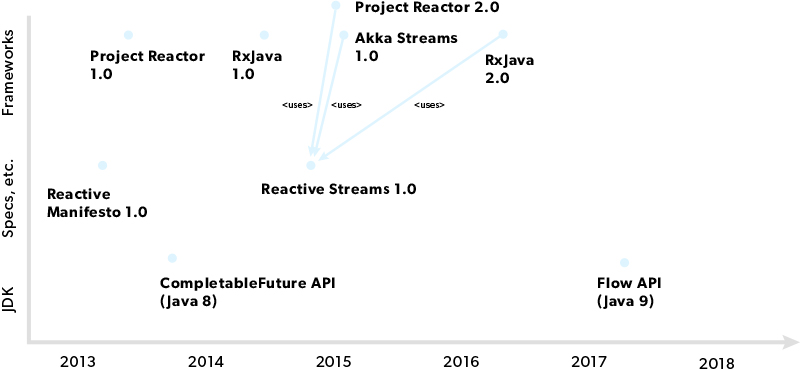 Project Reactor 2.0
Frameworks
Project Reactor
1.0
RxJava
1.0
Akka Streams
1.0
RxJava
2.0
<uses>
<uses>
<uses>
Specs, etc.
Reactive
Manifesto 1.0
Reactive Streams 1.0
JDK
CompletableFuture API
(Java 8)
Flow API
(Java 9)
2013
2014
2015
2016
2017
2018